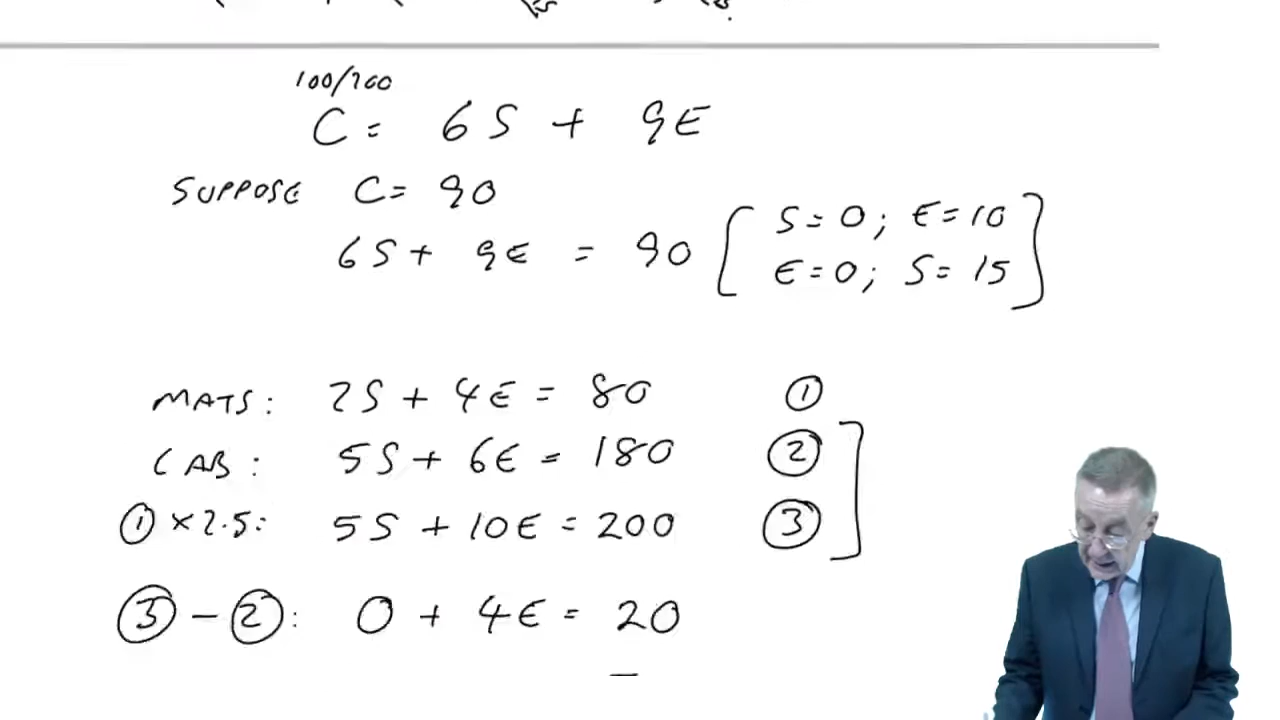 100/200
C = 6S + 9E
SUPPOSE C = 90
6S + 9E = 90 [ S = 0; E = 10
E = 0; S = 15 ]
MATS: 2S + 4E = 80 ①
LAB: 5S + 6E = 180 ②
① × 2.5: 5S + 10E = 200 ③
③ − ②: 0 + 4E = 20